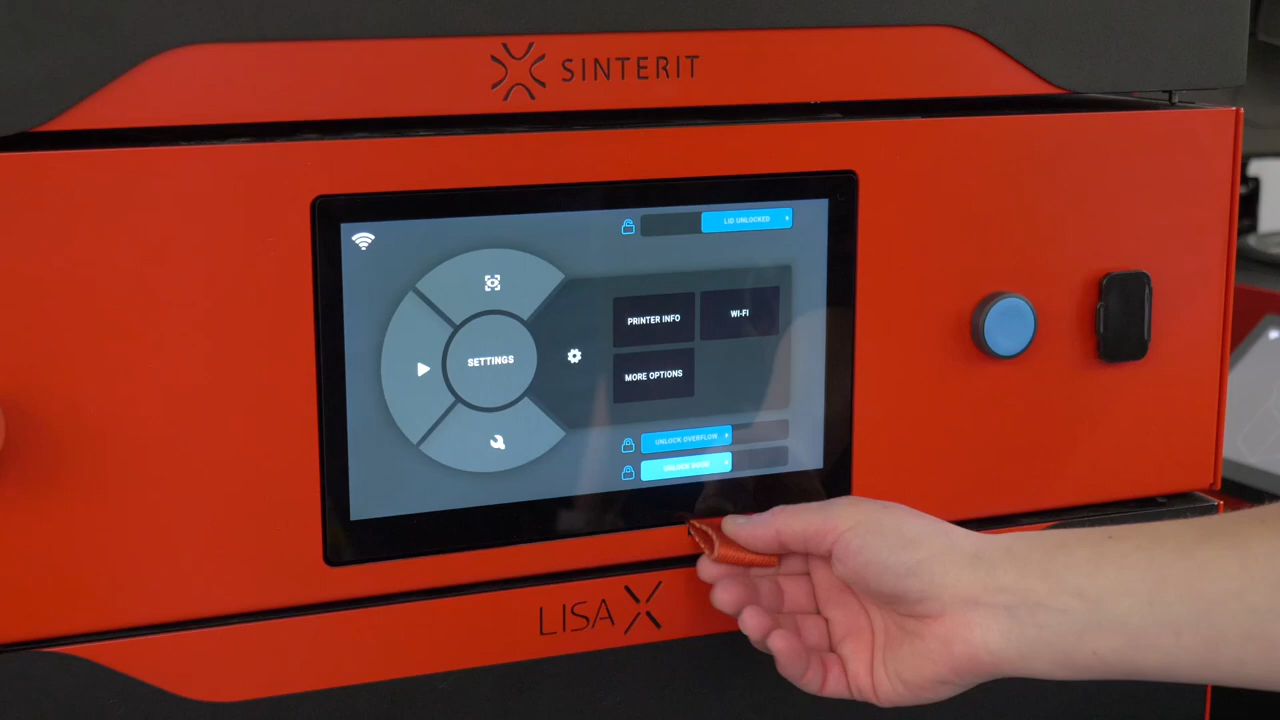 SINTERIT
LID UNLOCKED
PRINTER INFO
WI-FI
SETTINGS
MORE OPTIONS
UNLOCK OVERFLOW
LISA X